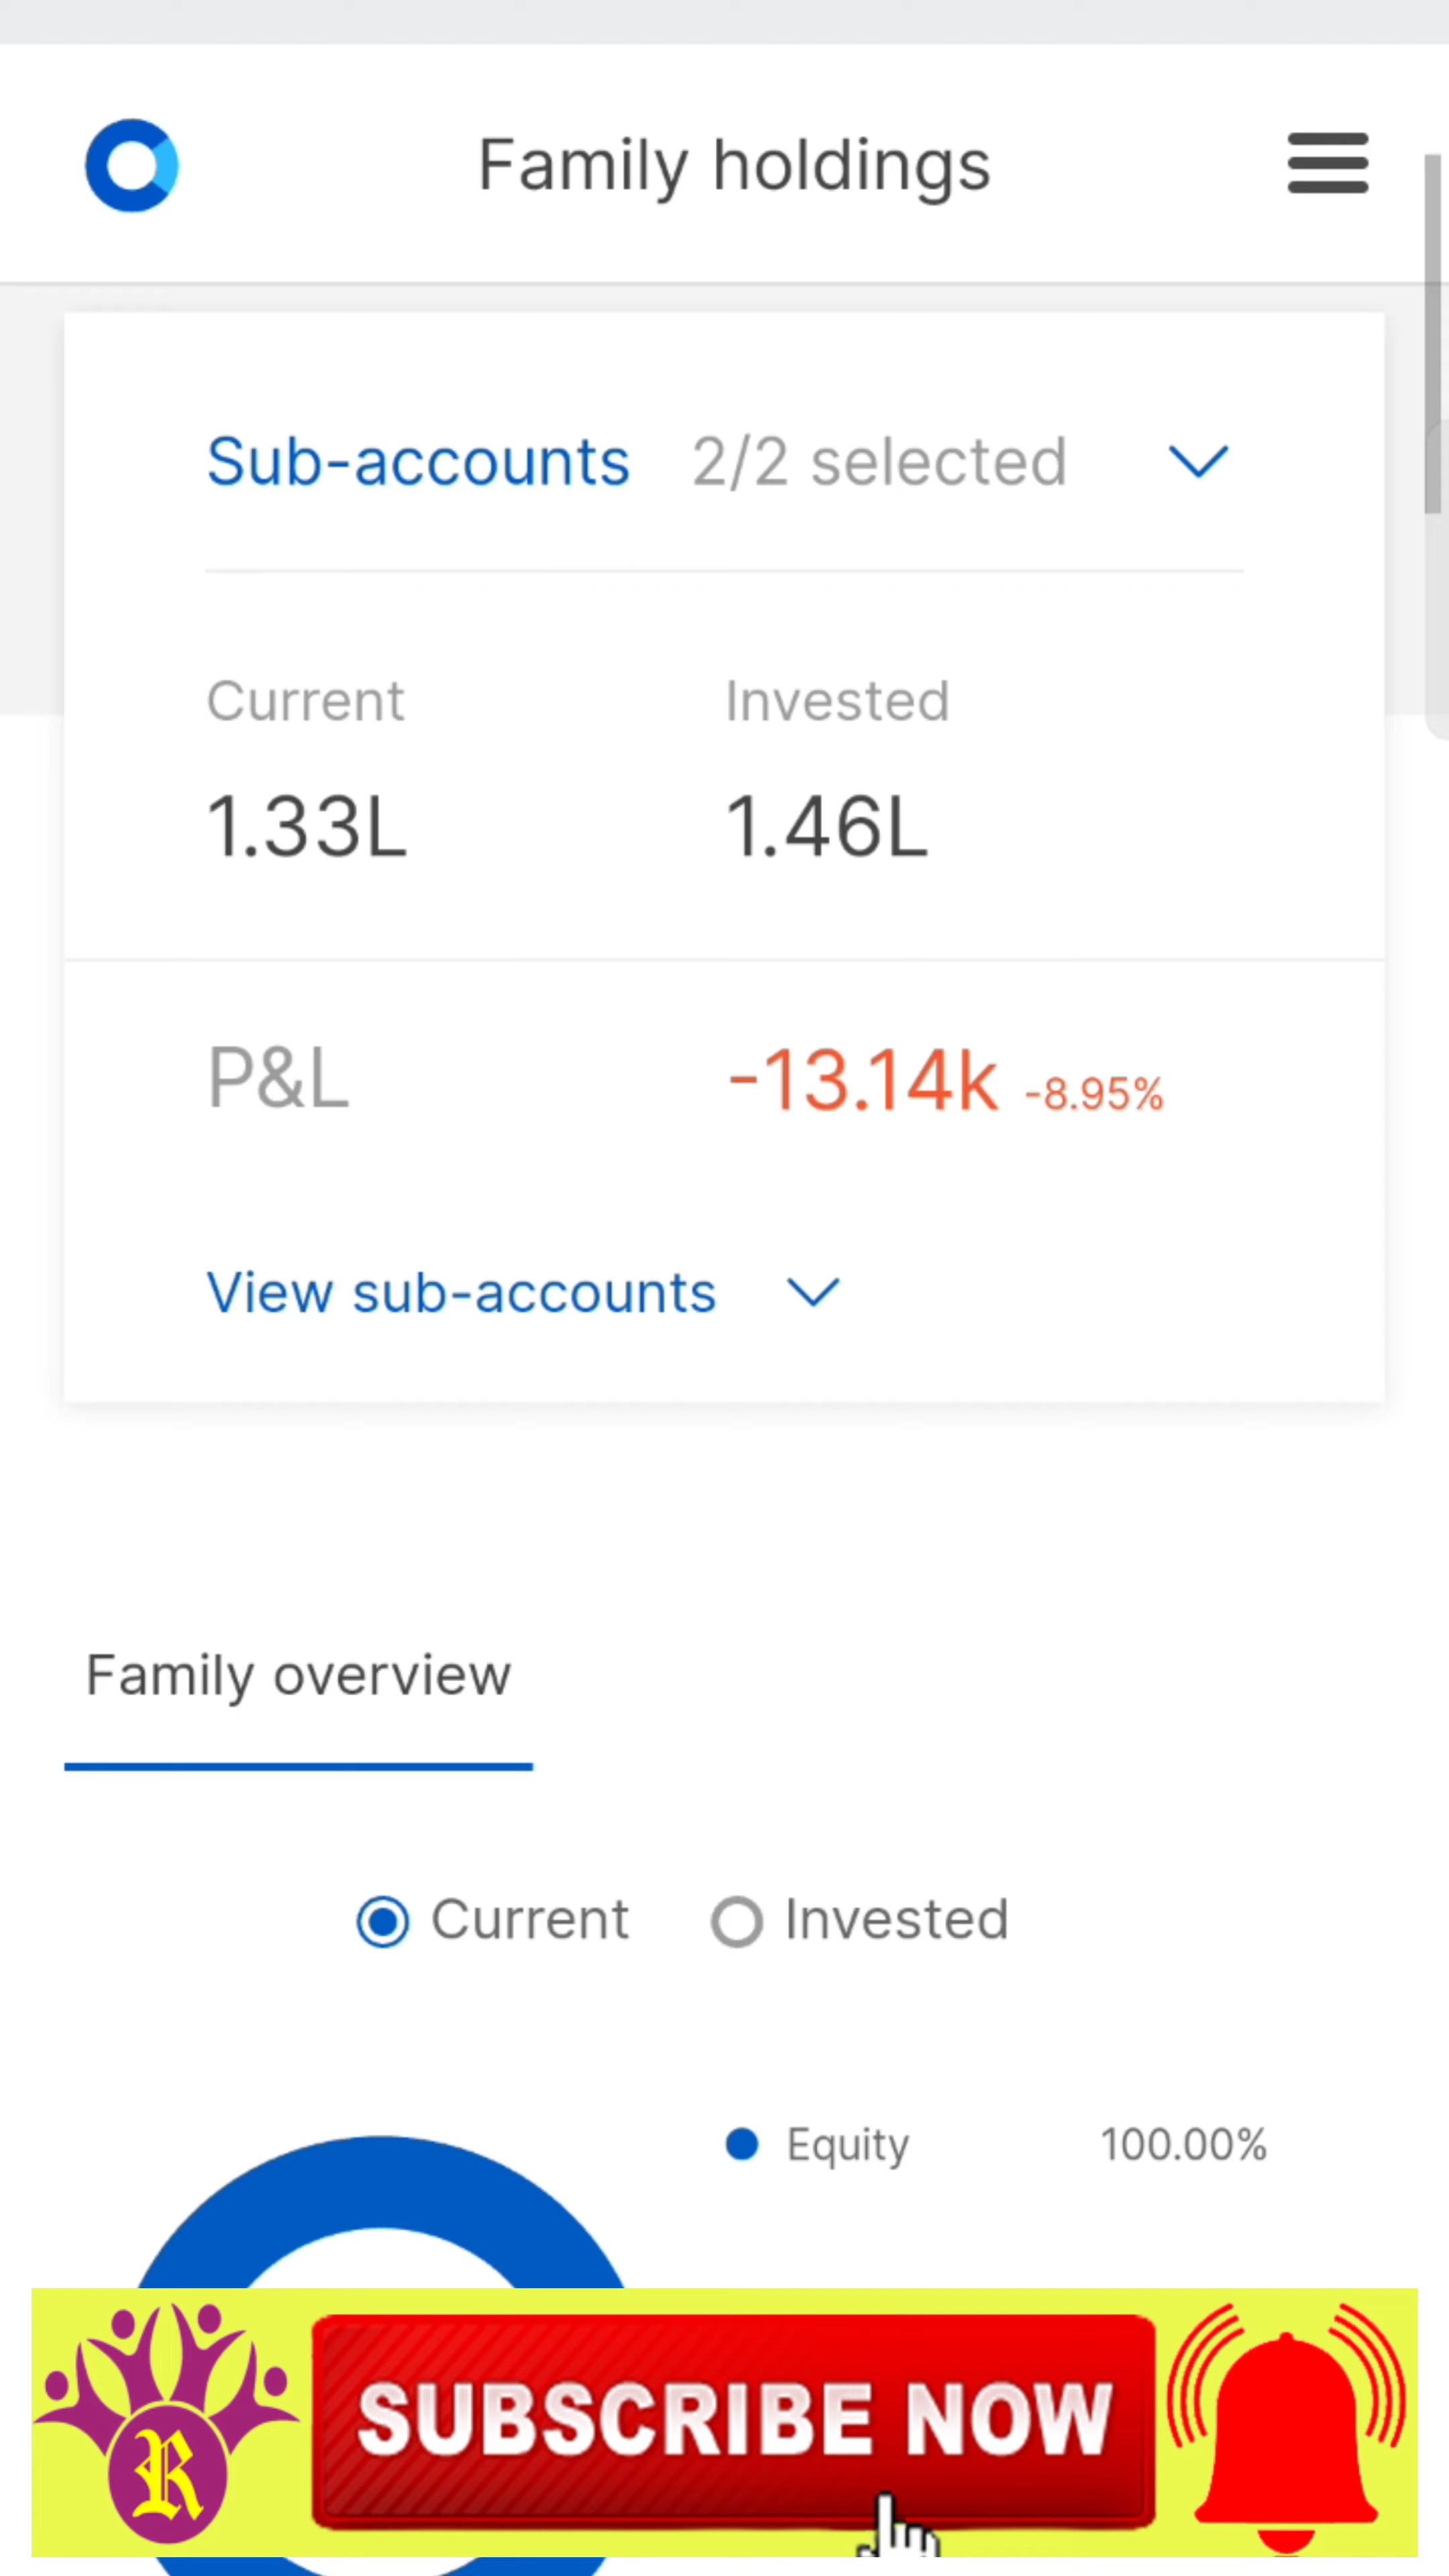 Family holdings
Sub-accounts 2/2 selected
Current Invested
1.33L 1.46L
P&L -13.14k -8.95%
View sub-accounts
Family overview
Current Invested
Equity 100.00%
SUBSCRIBE NOW
R